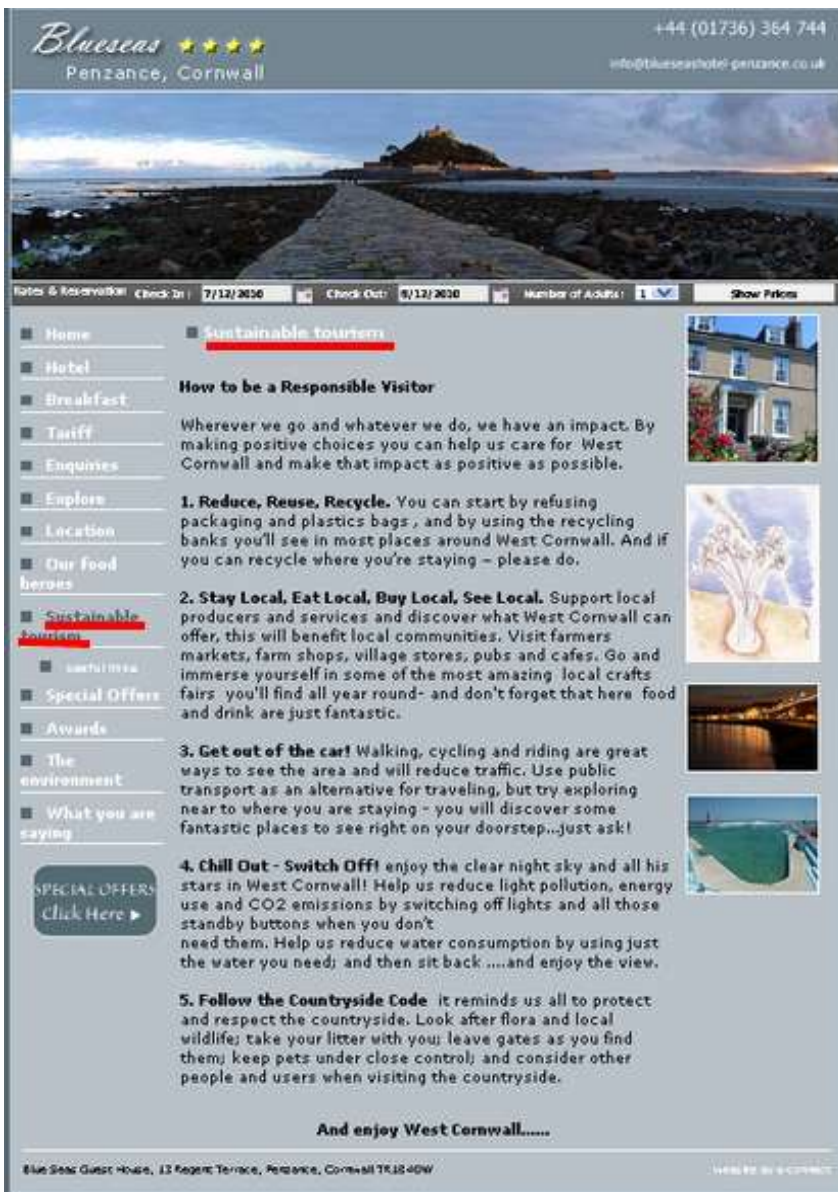 Blueseas
Penzance, Cornwall
+44 (01736) 364 744
info@blueseashotel-penzance.co.uk
Rates & Reservation Check In: 7/12/2010 Check Out: 8/12/2010 Number of Adults: 1 Show Prices
Home
Hotel
Breakfast
Tariff
Enquiries
Explore
Location
Our food
heroes
Sustainable
tourism
Special Offers
Awards
The
environment
What you are
saying
SPECIAL OFFERS
Click Here
Sustainable tourism
How to be a Responsible Visitor
Wherever we go and whatever we do, we have an impact. By
making positive choices you can help us care for West
Cornwall and make that impact as positive as possible.
1. Reduce, Reuse, Recycle. You can start by refusing
packaging and plastics bags , and by using the recycling
banks you'll see in most places around West Cornwall. And if
you can recycle where you're staying – please do.
2. Stay Local, Eat Local, Buy Local, See Local. Support local
producers and services and discover what West Cornwall can
offer, this will benefit local communities. Visit farmers
markets, farm shops, village stores, pubs and cafes. Go and
immerse yourself in some of the most amazing local crafts
fairs you'll find all year round- and don't forget that here food
and drink are just fantastic.
3. Get out of the car! Walking, cycling and riding are great
ways to see the area and will reduce traffic. Use public
transport as an alternative for traveling, but try exploring
near to where you are staying - you will discover some
fantastic places to see right on your doorstep...just ask!
4. Chill Out - Switch Off! enjoy the clear night sky and all his
stars in West Cornwall! Help us reduce light pollution, energy
use and CO2 emissions by switching off lights and all those
standby buttons when you don't
need them. Help us reduce water consumption by using just
the water you need; and then sit back ....and enjoy the view.
5. Follow the Countryside Code it reminds us all to protect
and respect the countryside. Look after flora and local
wildlife; take your litter with you; leave gates as you find
them; keep pets under close control; and consider other
people and users when visiting the countryside.
And enjoy West Cornwall......
Blue Seas Guest House, 13 Regent Terrace, Penzance, Cornwall TR18 4DW